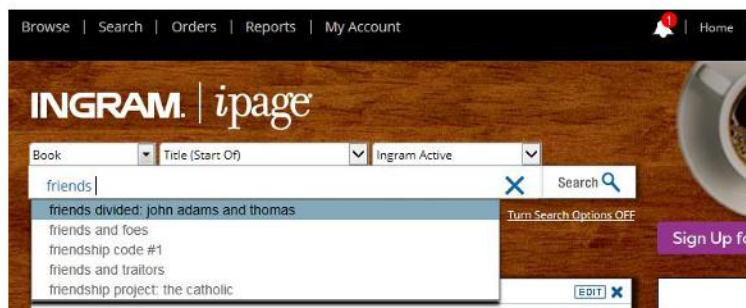 Browse | Search | Orders | Reports | My Account
1 | Home
INGRAM. | ipage
Book Title (Start Of) Ingram Active
friends Search
friends divided: john adams and thomas
Turn Search Options OFF
friends and foes
friendship code #1
Sign Up fo
friends and traitors
friendship project: the catholic
EDIT